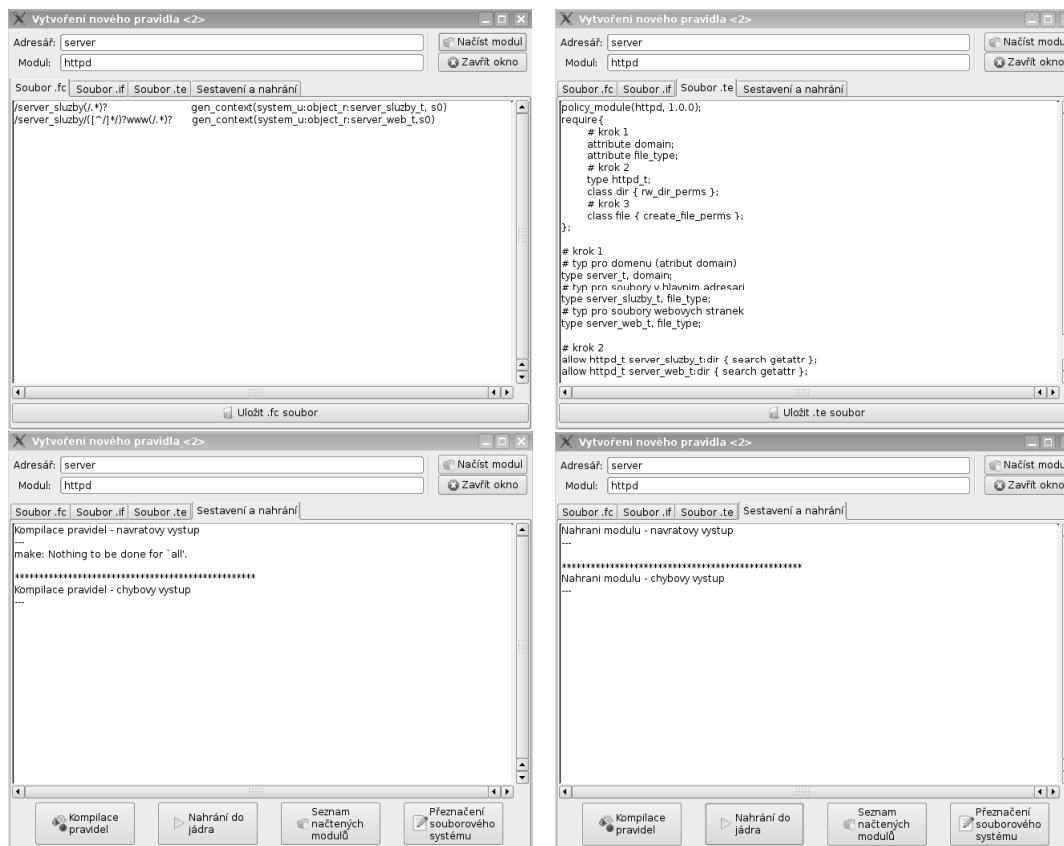 Vytvoření nového pravidla <2>
Adresář: server
Načíst modul
Modul: httpd
Zavřít okno
Soubor .fc Soubor .if Soubor .te Sestavení a nahrání
/server_sluzby(/.*)? gen_context(system_u:object_r:server_sluzby_t, s0)
/server_sluzby/([^/]*/)?www(/.*)? gen_context(system_u:object_r:server_web_t,s0)
Uložit .fc soubor
Vytvoření nového pravidla <2>
Adresář: server
Načíst modu
Modul: httpd
Zavřít okno
Soubor .fc Soubor .if Soubor .te Sestavení a nahrání
policy_module(httpd, 1.0.0);
require{
# krok 1
attribute domain;
attribute file_type;
# krok 2
type httpd_t;
class dir { rw_dir_perms };
# krok 3
class file { create_file_perms };
};
# krok 1
# typ pro domenu (atribut domain)
type server_t, domain;
# typ pro soubory v hlavnim adresari
type server_sluzby_t, file_type;
# typ pro soubory webovych stranek
type server_web_t, file_type;
# krok 2
allow httpd_t server_sluzby_t:dir { search getattr };
allow httpd_t server_web_t:dir { search getattr };
Uložit .te soubor
Vytvoření nového pravidla <2>
Adresář: server
Načíst modul
Modul: httpd
Zavřít okno
Soubor .fc Soubor .if Soubor .te Sestavení a nahrání
Kompilace pravidel - navratovy vystup
---
make: Nothing to be done for `all'.
**************************************************
Kompilace pravidel - chybovy vystup
---
Kompilace pravidel
Nahrání do jádra
Seznam načtených modulů
Přeznačení souborového systému
Vytvoření nového pravidla <2>
Adresář: server
Načíst modu
Modul: httpd
Zavřít okno
Soubor .fc Soubor .if Soubor .te Sestavení a nahrání
Nahrani modulu - navratovy vystup
---
**************************************************
Nahrani modulu - chybovy vystup
---
Kompilace pravidel
Nahrání do jádra
Seznam načtených modulů
Přeznačení souborového systému